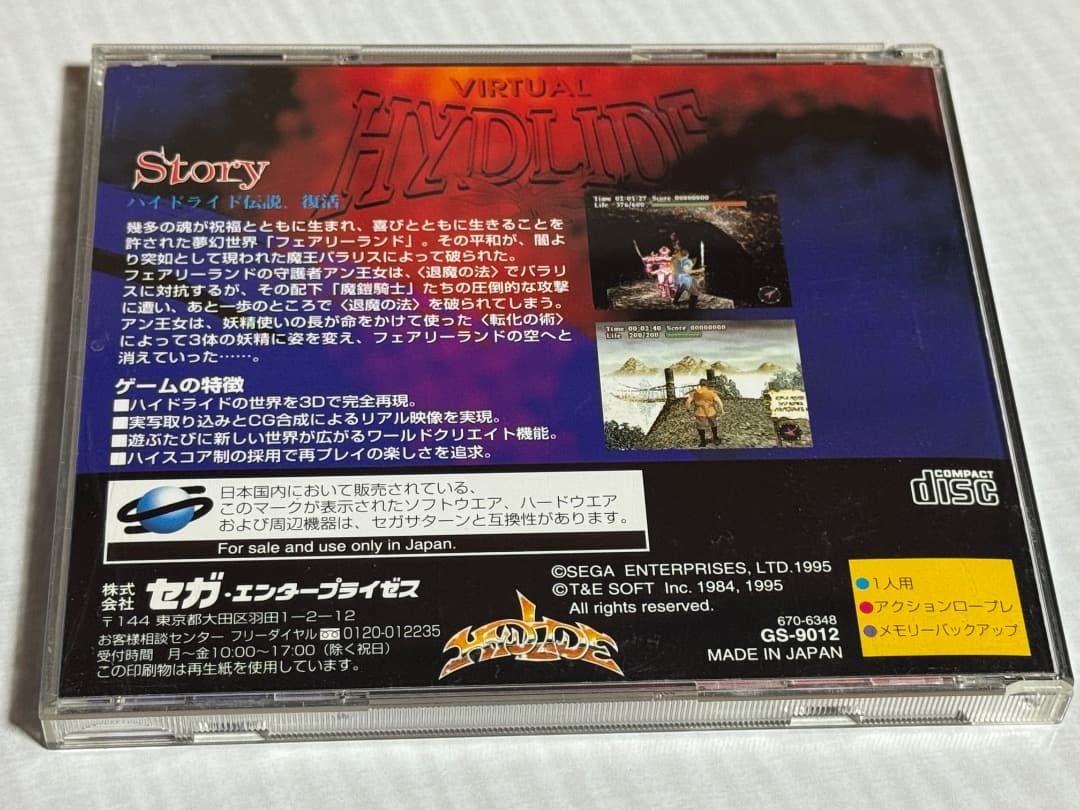 VIRTUAL
HYDLIDE
Story
ハイドライド伝説、復活
幾多の魂が祝福とともに生まれ、喜びとともに生きることを
許された夢幻世界「フェアリーランド」。その平和が、闇よ
り突如として現われた魔王バラリスによって破られた。
フェアリーランドの守護者アン王女は、〈退魔の法〉でバラリ
スに対抗するが、その配下「魔鎧騎士」たちの圧倒的な攻撃
に遭い、あと一歩のところで〈退魔の法〉を破られてしまう。
アン王女は、妖精使いの長が命をかけて使った〈転化の術〉
によって3体の妖精に姿を変え、フェアリーランドの空へと
消えていった……。
ゲームの特徴
■ハイドライドの世界を3Dで完全再現。
■実写取り込みとCG合成によるリアル映像を実現。
■遊ぶたびに新しい世界が広がるワールドクリエイト機能。
■ハイスコア制の採用で再プレイの楽しさを追求。
Time 02:01:27 Score 00000000
Life 376/600
Time 00:02:40 Score 00000000
Life 200/200
COMPACT
disc
日本国内において販売されている、
このマークが表示されたソフトウエア、ハードウエア
および周辺機器は、セガサターンと互換性があります。
For sale and use only in Japan.
株式会社 セガ・エンタープライゼス
〒144 東京都大田区羽田1-2-12
お客様相談センター フリーダイヤル 0120-012235
受付時間 月〜金10:00〜17:00（除く祝日）
この印刷物は再生紙を使用しています。
HYDLIDE
©SEGA ENTERPRISES, LTD.1995
©T&E SOFT Inc. 1984, 1995
All rights reserved.
670-6348
GS-9012
MADE IN JAPAN
●1人用
●アクションロープレ
●メモリーバックアップ